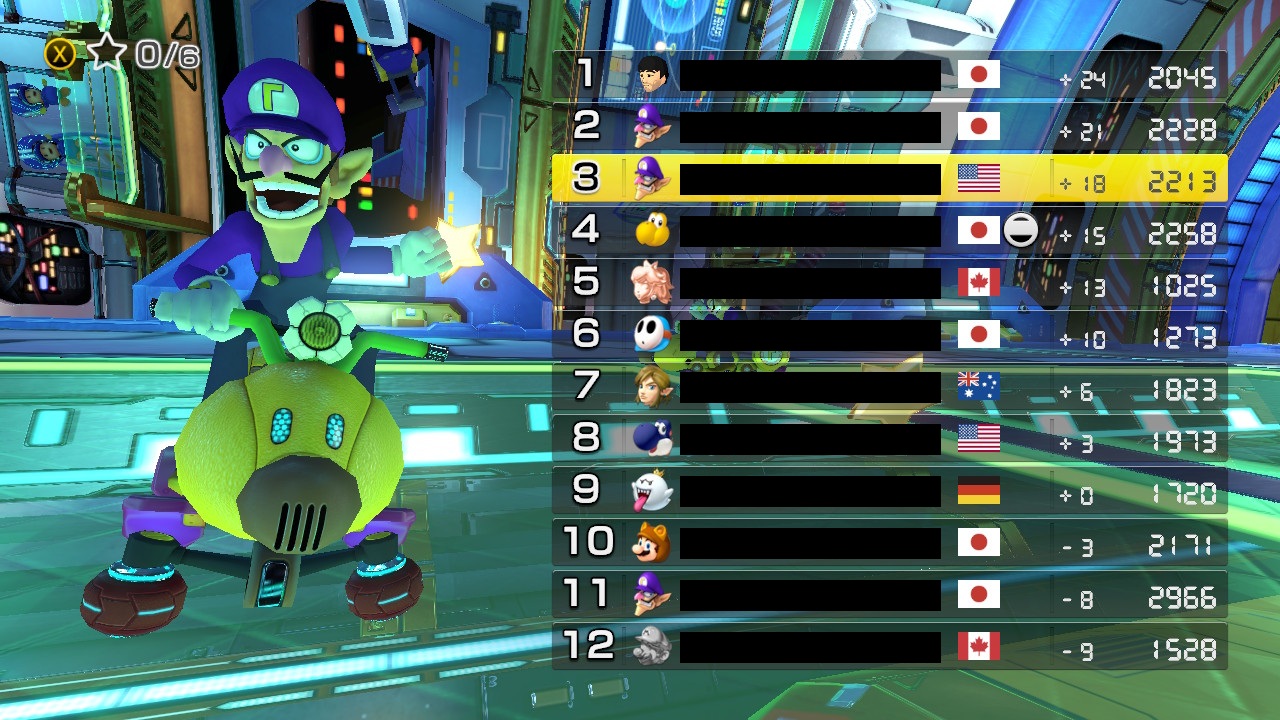 X 0/6
1 + 24 2045
2 + 21 2228
3 + 18 2213
4 + 15 2258
5 + 13 1025
6 + 10 1273
7 + 6 1823
8 + 3 1973
9 + 0 1720
10 - 3 2171
11 - 8 2966
12 - 9 1528